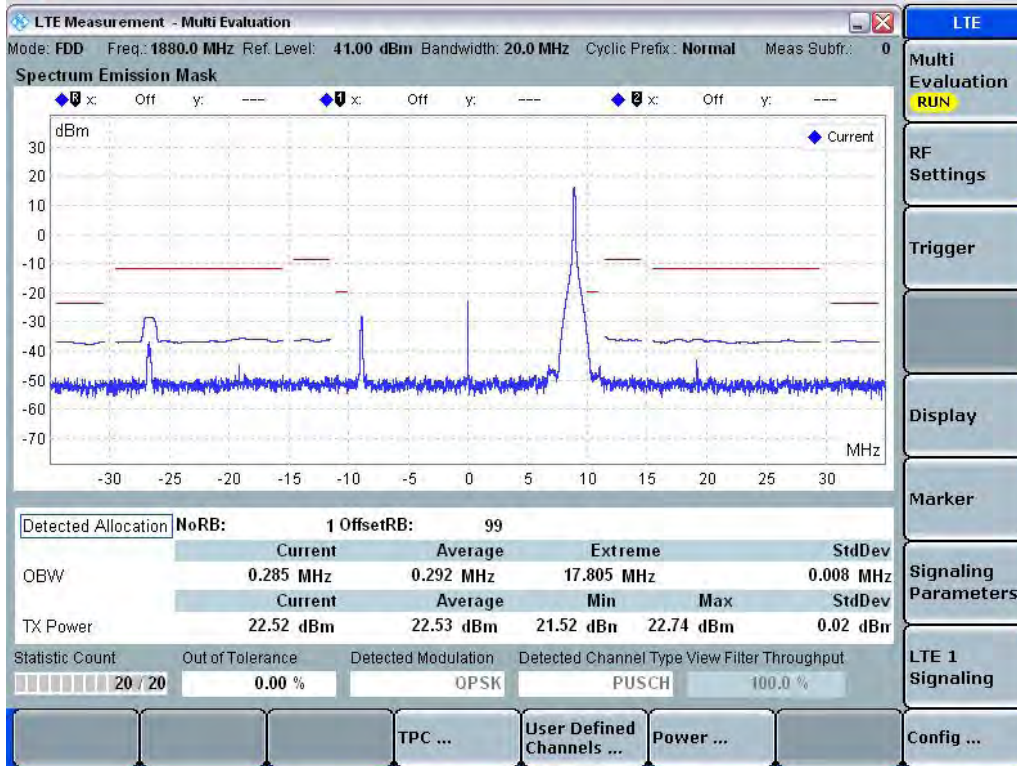 LTE Measurement - Multi Evaluation
LTE
Mode: FDD Freq.: 1880.0 MHz Ref. Level: 41.00 dBm Bandwidth: 20.0 MHz Cyclic Prefix: Normal Meas Subfr.: 0
Spectrum Emission Mask
R x: Off y: --- 1 x: Off y: --- 2 x: Off y: ---
dBm
Current
30
20
10
0
-10
-20
-30
-40
-50
-60
-70
MHz
-30 -25 -20 -15 -10 -5 0 5 10 15 20 25 30
Detected Allocation NoRB: 1 OffsetRB: 99
Current Average Extreme StdDev
OBW 0.285 MHz 0.292 MHz 17.805 MHz 0.008 MHz
Current Average Min Max StdDev
TX Power 22.52 dBm 22.53 dBm 21.52 dBm 22.74 dBm 0.02 dBm
Statistic Count Out of Tolerance Detected Modulation Detected Channel Type View Filter Throughput
20 / 20 0.00 % QPSK PUSCH 100.0 %
Multi
Evaluation
RUN
RF
Settings
Trigger
Display
Marker
Signaling
Parameters
LTE 1
Signaling
TPC ...
User Defined
Channels ...
Power ...
Config ...